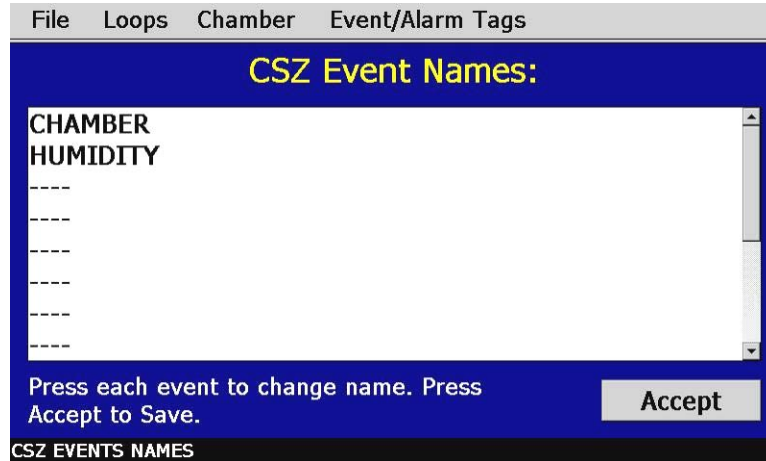 File Loops Chamber Event/Alarm Tags
CSZ Event Names:
CHAMBER
HUMIDITY
----
----
----
----
----
----
Press each event to change name. Press
Accept to Save.
Accept
CSZ EVENTS NAMES